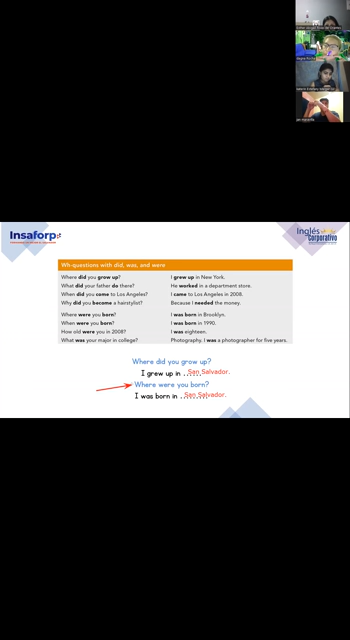 Insaforp
Inglés
corporativo
Wh-questions with did, was, and were
Where did you grow up? I grew up in New York.
What did your father do there? He worked in a department store.
When did you come to Los Angeles? I came to Los Angeles in 2008.
Why did you become a hairstylist? Because I needed the money.
Where were you born? I was born in Brooklyn.
When were you born? I was born in 1990.
How old were you in 2008? I was eighteen.
What was your major in college? Photography. I was a photographer for five years.
Where did you grow up?
I grew up in ...... San Salvador.
Where were you born?
I was born in ........ San Salvador.